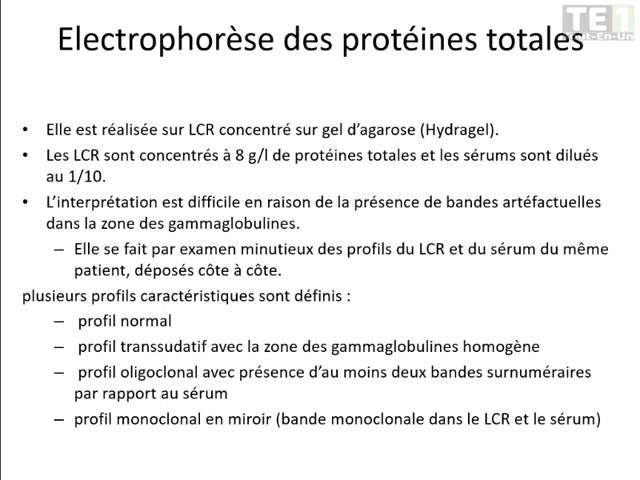 TE1
Tout-En-Un
Electrophorèse des protéines totales
• Elle est réalisée sur LCR concentré sur gel d’agarose (Hydragel).
• Les LCR sont concentrés à 8 g/l de protéines totales et les sérums sont dilués
au 1/10.
• L’interprétation est difficile en raison de la présence de bandes artéfactuelles
dans la zone des gammaglobulines.
– Elle se fait par examen minutieux des profils du LCR et du sérum du même
patient, déposés côte à côte.
plusieurs profils caractéristiques sont définis :
– profil normal
– profil transsudatif avec la zone des gammaglobulines homogène
– profil oligoclonal avec présence d’au moins deux bandes surnuméraires
par rapport au sérum
– profil monoclonal en miroir (bande monoclonale dans le LCR et le sérum)